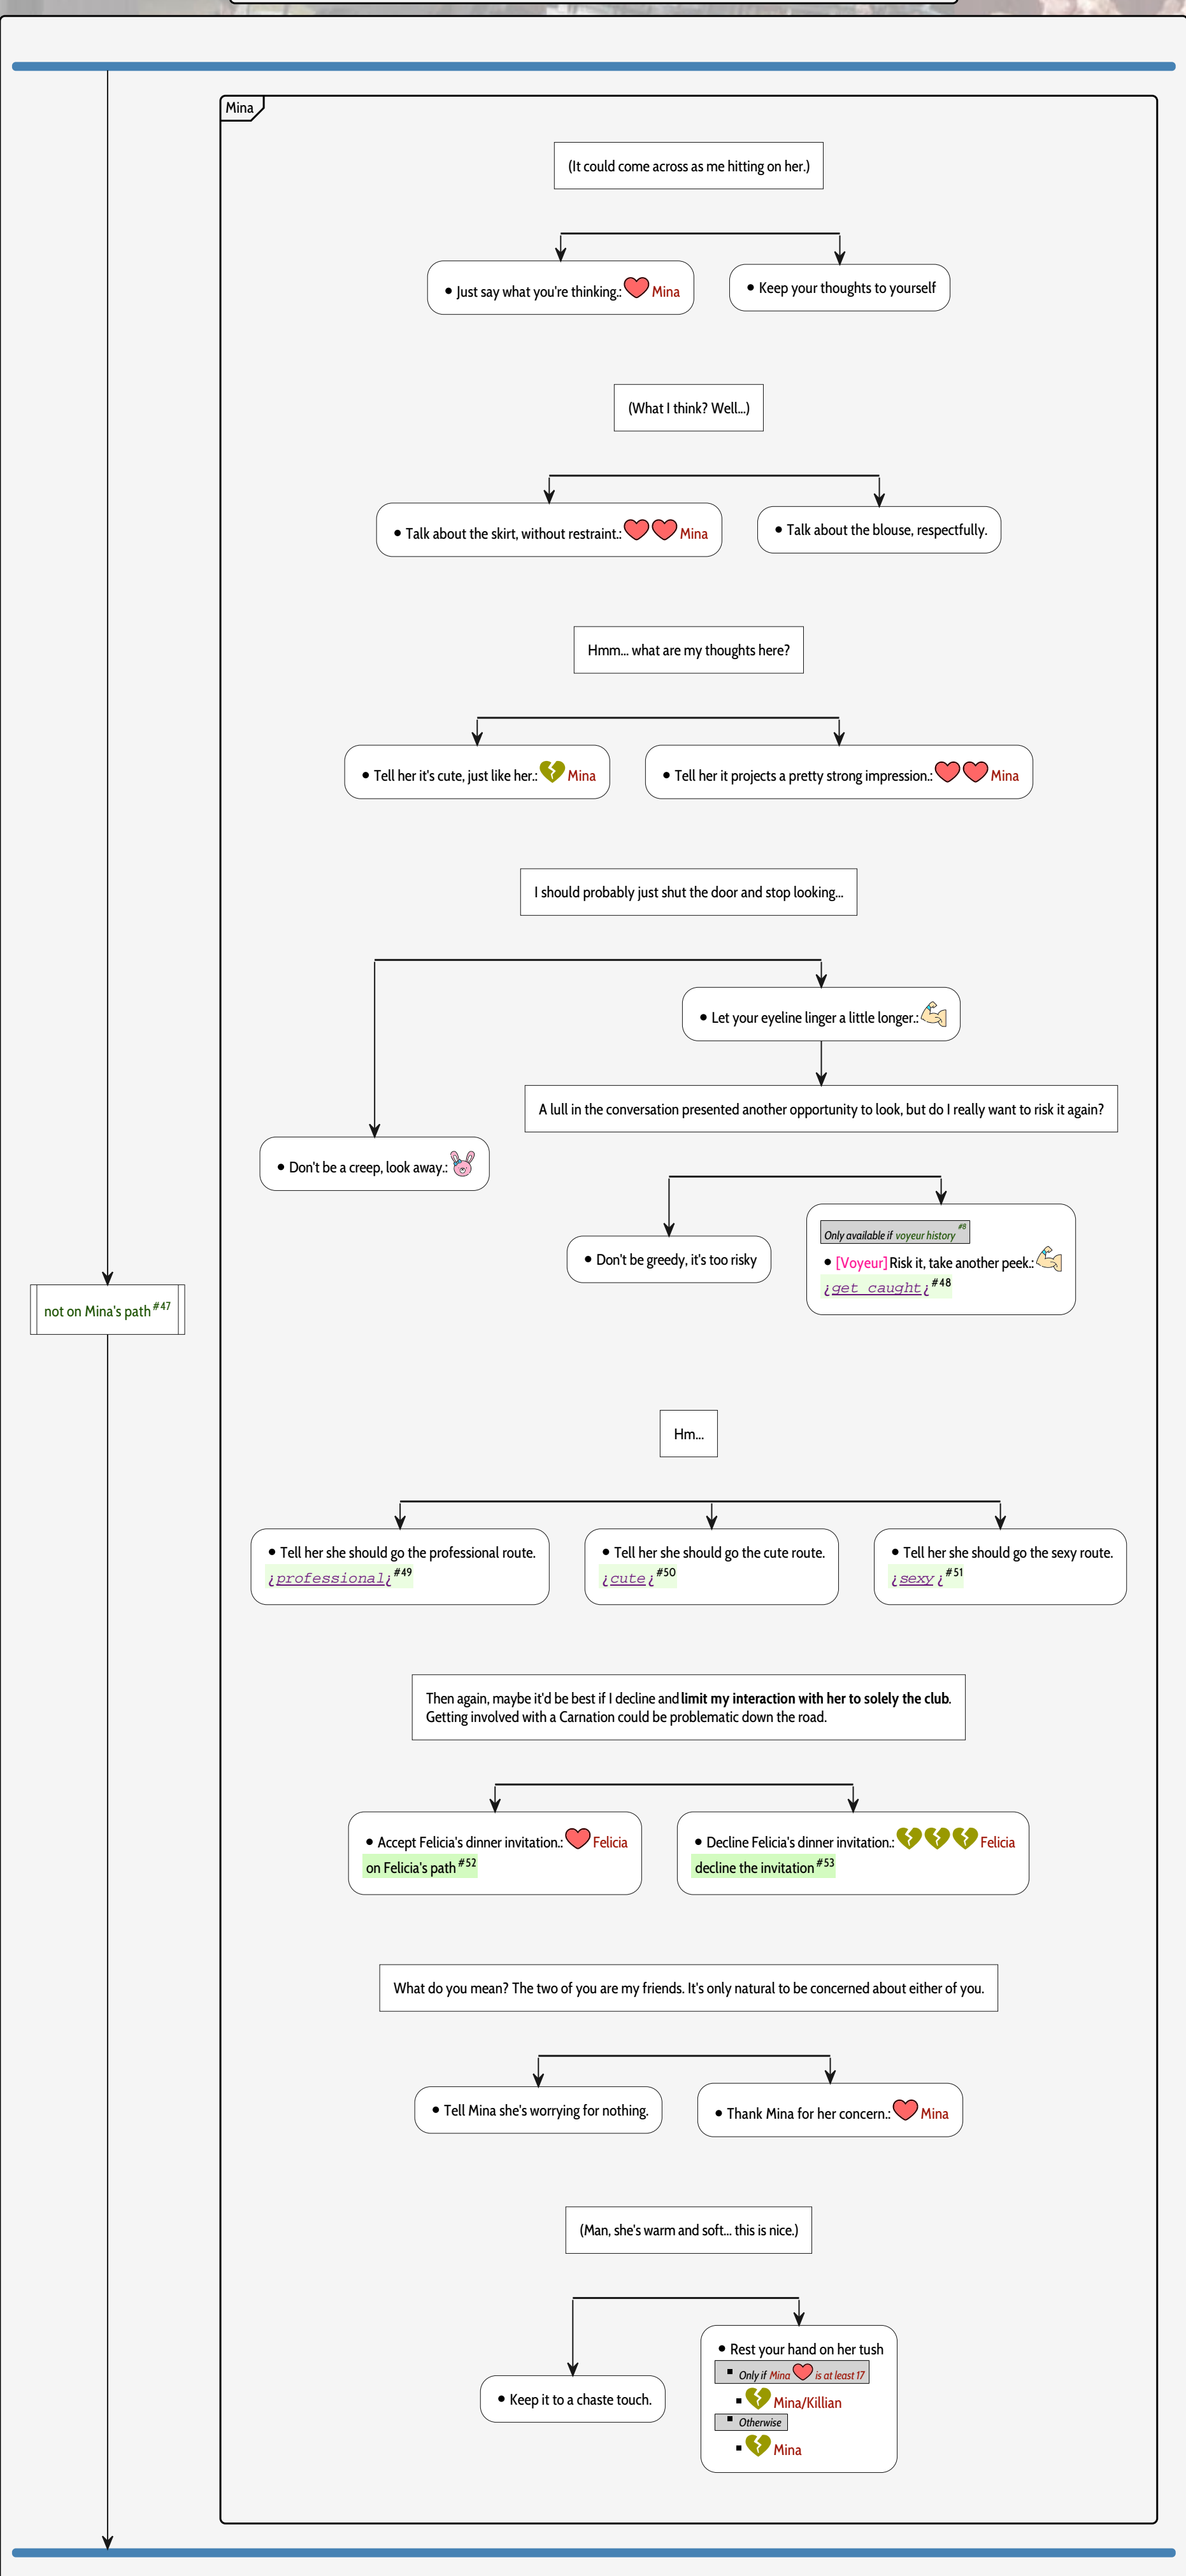 Mina
(It could come across as me hitting on her.)
• Just say what you're thinking.: Mina
• Keep your thoughts to yourself
(What I think? Well...)
• Talk about the skirt, without restraint.: Mina
• Talk about the blouse, respectfully.
Hmm... what are my thoughts here?
• Tell her it's cute, just like her.: Mina
• Tell her it projects a pretty strong impression.: Mina
I should probably just shut the door and stop looking...
• Let your eyeline linger a little longer.:
A lull in the conversation presented another opportunity to look, but do I really want to risk it again?
• Don't be a creep, look away.:
• Don't be greedy, it's too risky
Only available if voyeur history #8
• [Voyeur] Risk it, take another peek.:
¿get caught¿ #48
not on Mina's path #47
Hm...
• Tell her she should go the professional route.
¿professional¿ #49
• Tell her she should go the cute route.
¿cute¿ #50
• Tell her she should go the sexy route.
¿sexy¿ #51
Then again, maybe it'd be best if I decline and limit my interaction with her to solely the club.
Getting involved with a Carnation could be problematic down the road.
• Accept Felicia's dinner invitation.: Felicia
on Felicia's path #52
• Decline Felicia's dinner invitation.: Felicia
decline the invitation #53
What do you mean? The two of you are my friends. It's only natural to be concerned about either of you.
• Tell Mina she's worrying for nothing.
• Thank Mina for her concern.: Mina
(Man, she's warm and soft... this is nice.)
• Keep it to a chaste touch.
• Rest your hand on her tush
▪ Only if Mina is at least 17
▪ Mina/Killian
▪ Otherwise
▪ Mina